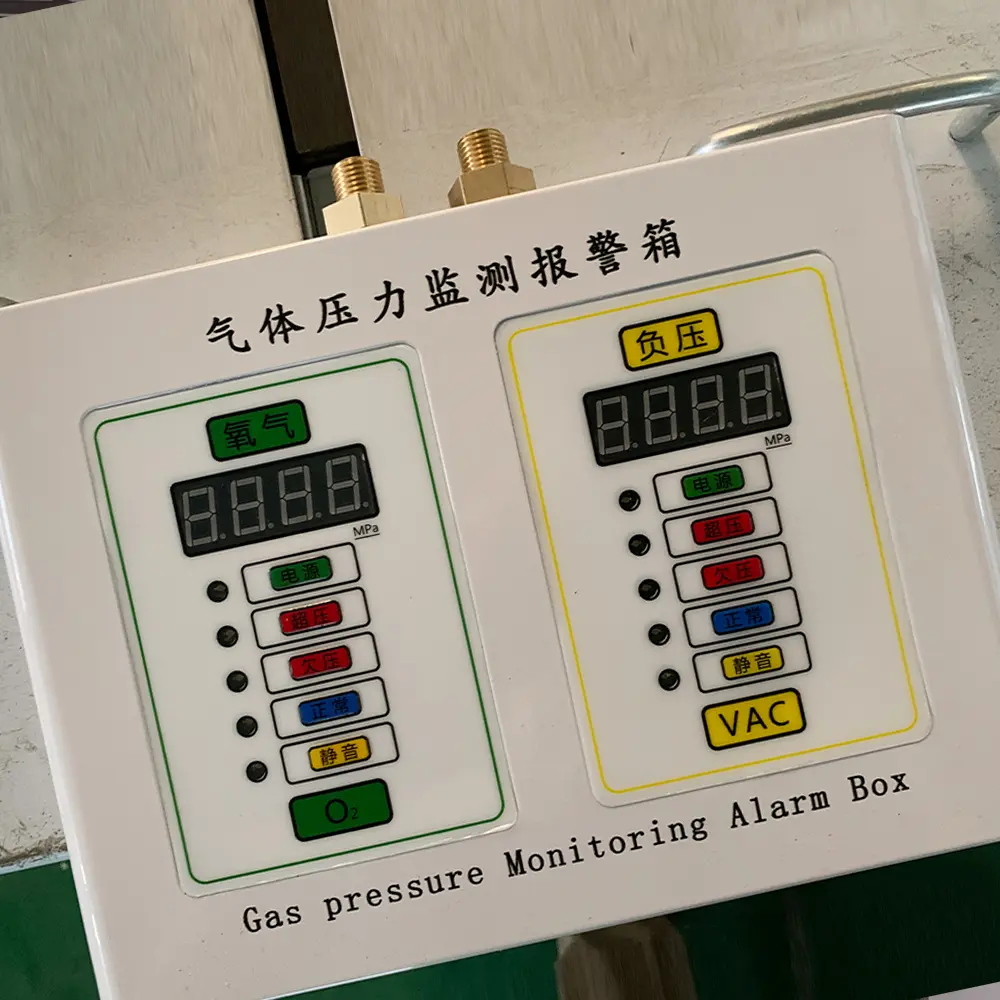 气体压力监测报警箱
氧气
MPa
电源
超压
欠压
正常
静音
O₂
负压
MPa
电源
超压
欠压
正常
静音
VAC
Gas pressure Monitoring Alarm Box